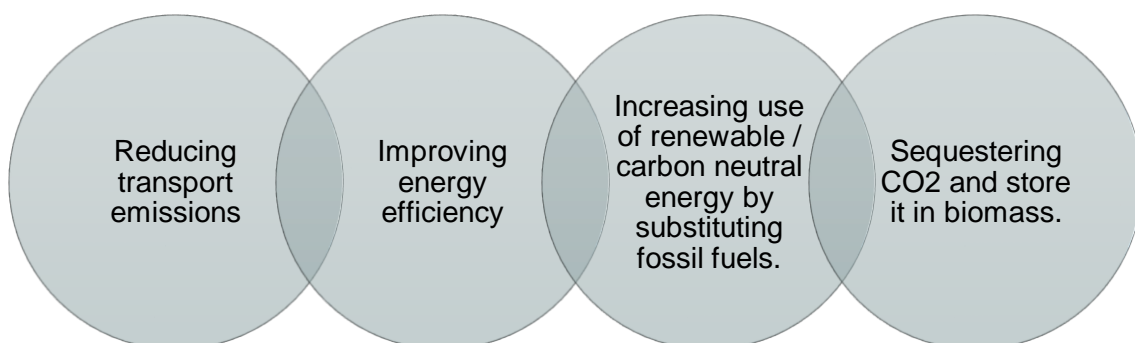 Reducing
transport
emissions
Improving
energy
efficiency
Increasing use
of renewable /
carbon neutral
energy by
substituting
fossil fuels.
Sequestering
CO2 and store
it in biomass.